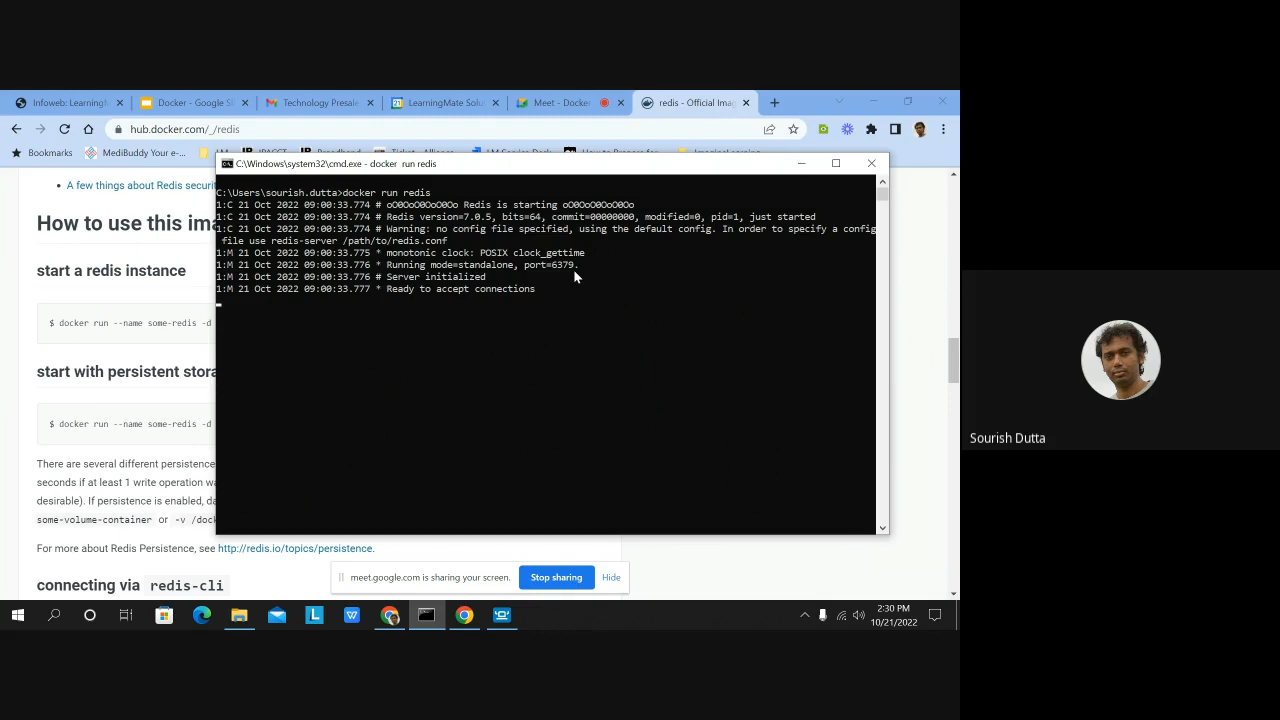 Infoweb: LearningM
Docker - Google Sl
Technology Presale
LearningMate Solu
Meet - Docker
redis - Official Ima
hub.docker.com/_/redis
Bookmarks
MediBuddy Your e-...
C:\Windows\system32\cmd.exe - docker run redis
A few things about Redis securit
How to use this ima
start a redis instance
$ docker run --name some-redis -d
start with persistent stora
$ docker run --name some-redis -d
There are several different persistence
seconds if at least 1 write operation wa
desirable). If persistence is enabled, da
some-volume-container or -v /dock
For more about Redis Persistence, see http://redis.io/topics/persistence.
connecting via redis-cli
C:\Users\sourish.dutta>docker run redis
1:C 21 Oct 2022 09:00:33.774 # oO0OoO0OoO0Oo Redis is starting oO0OoO0OoO0Oo
1:C 21 Oct 2022 09:00:33.774 # Redis version=7.0.5, bits=64, commit=00000000, modified=0, pid=1, just started
1:C 21 Oct 2022 09:00:33.774 # Warning: no config file specified, using the default config. In order to specify a config
file use redis-server /path/to/redis.conf
1:M 21 Oct 2022 09:00:33.775 * monotonic clock: POSIX clock_gettime
1:M 21 Oct 2022 09:00:33.776 * Running mode=standalone, port=6379.
1:M 21 Oct 2022 09:00:33.776 # Server initialized
1:M 21 Oct 2022 09:00:33.777 * Ready to accept connections
meet.google.com is sharing your screen.
Stop sharing
Hide
2:30 PM
10/21/2022
Sourish Dutta